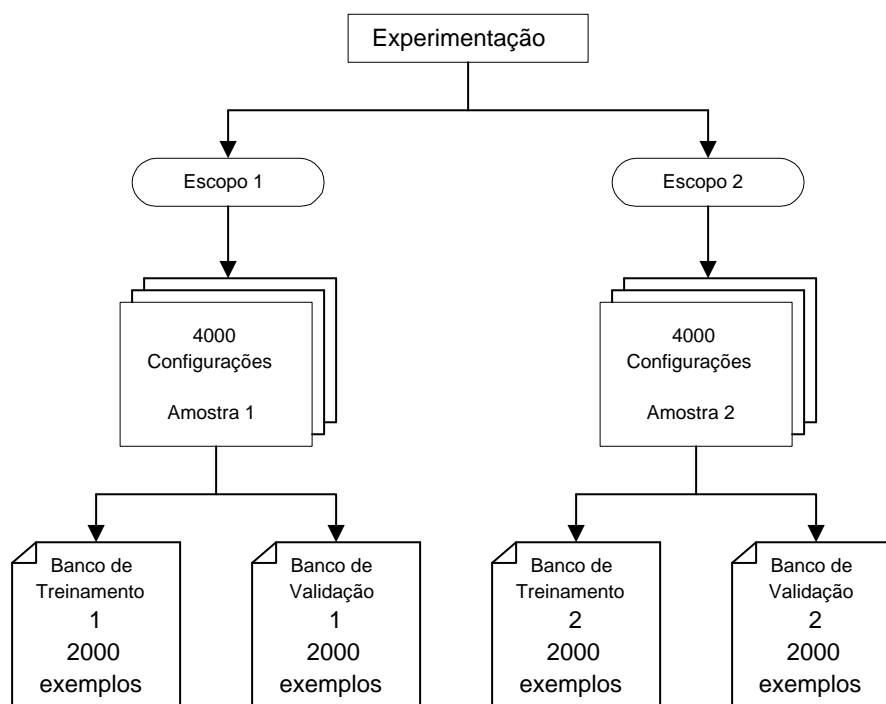 Experimentação
Escopo 1
Escopo 2
4000
Configurações
Amostra 1
4000
Configurações
Amostra 2
Banco de
Treinamento
1
2000
exemplos
Banco de
Validação
1
2000
exemplos
Banco de
Treinamento
2
2000
exemplos
Banco de
Validação
2
2000
exemplos